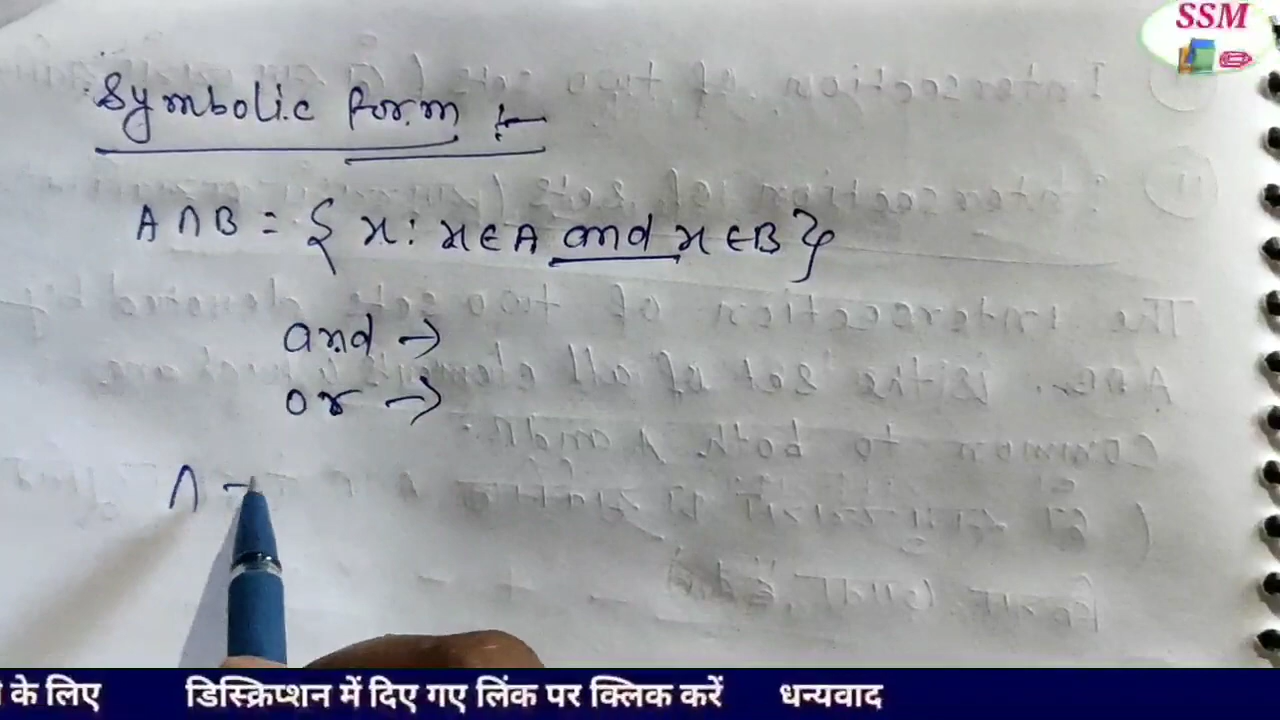 SSM
Symbolic form :-
A ∩ B = { x : x ∈ A and x ∈ B }
and →
or →
∩ -
के लिए डिस्क्रिप्शन में दिए गए लिंक पर क्लिक करें धन्यवाद